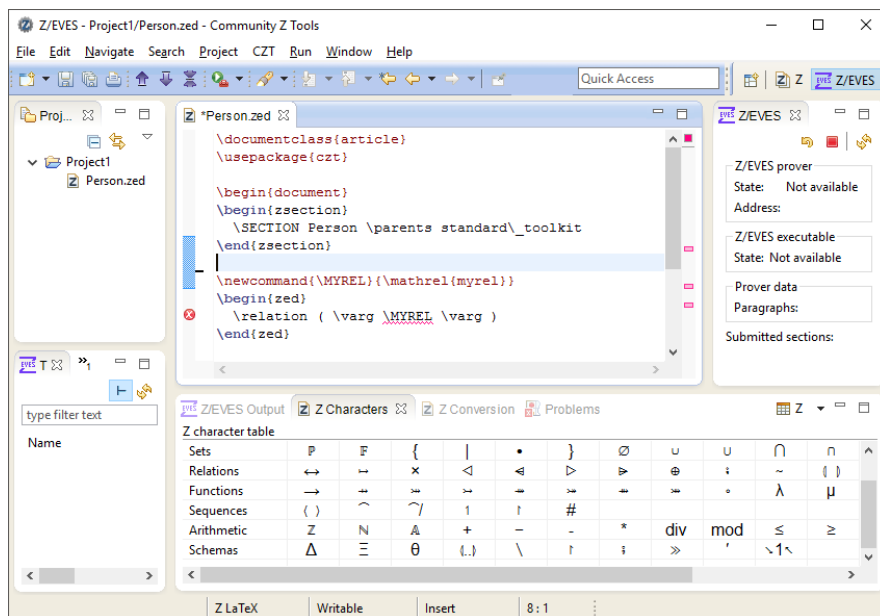 Z/EVES - Project1/Person.zed - Community Z Tools
File Edit Navigate Search Project CZT Run Window Help
Quick Access
Z
Z/EVES
Proj...
Project1
Person.zed
*Person.zed
\documentclass{article}
\usepackage{czt}
\begin{document}
\begin{zsection}
\SECTION Person \parents standard\_toolkit
\end{zsection}
\newcommand{\MYREL}{\mathrel{myrel}}
\begin{zed}
\relation ( \varg \MYREL \varg )
\end{zed}
Z/EVES
Z/EVES prover
State: Not available
Address:
Z/EVES executable
State: Not available
Prover data
Paragraphs:
Submitted sections:
T
type filter text
Name
Z/EVES Output Z Characters Z Conversion Problems Z
Z character table
Sets ℙ 𝔽 { | • } ∅ ∪ ∪ ⋂ ∩
Relations ↔ ↦ × ◁ ⩤ ▷ ⩥ ⊕ ⨟ ~ ⦇ ⦈
Functions → ⇸ ⤔ ↣ ⤀ ⤖ ⇻ ⤕ ∘ λ μ
Sequences ⟨ ⟩ ⁀ ⁀/ ↿ ↾ #
Arithmetic ℤ ℕ 𝔸 + − - * div mod ≤ ≥
Schemas Δ Ξ θ ⦉..⦊ \ ↾ ⨟ ≫ ′ ↘1↖
Z LaTeX Writable Insert 8 : 1